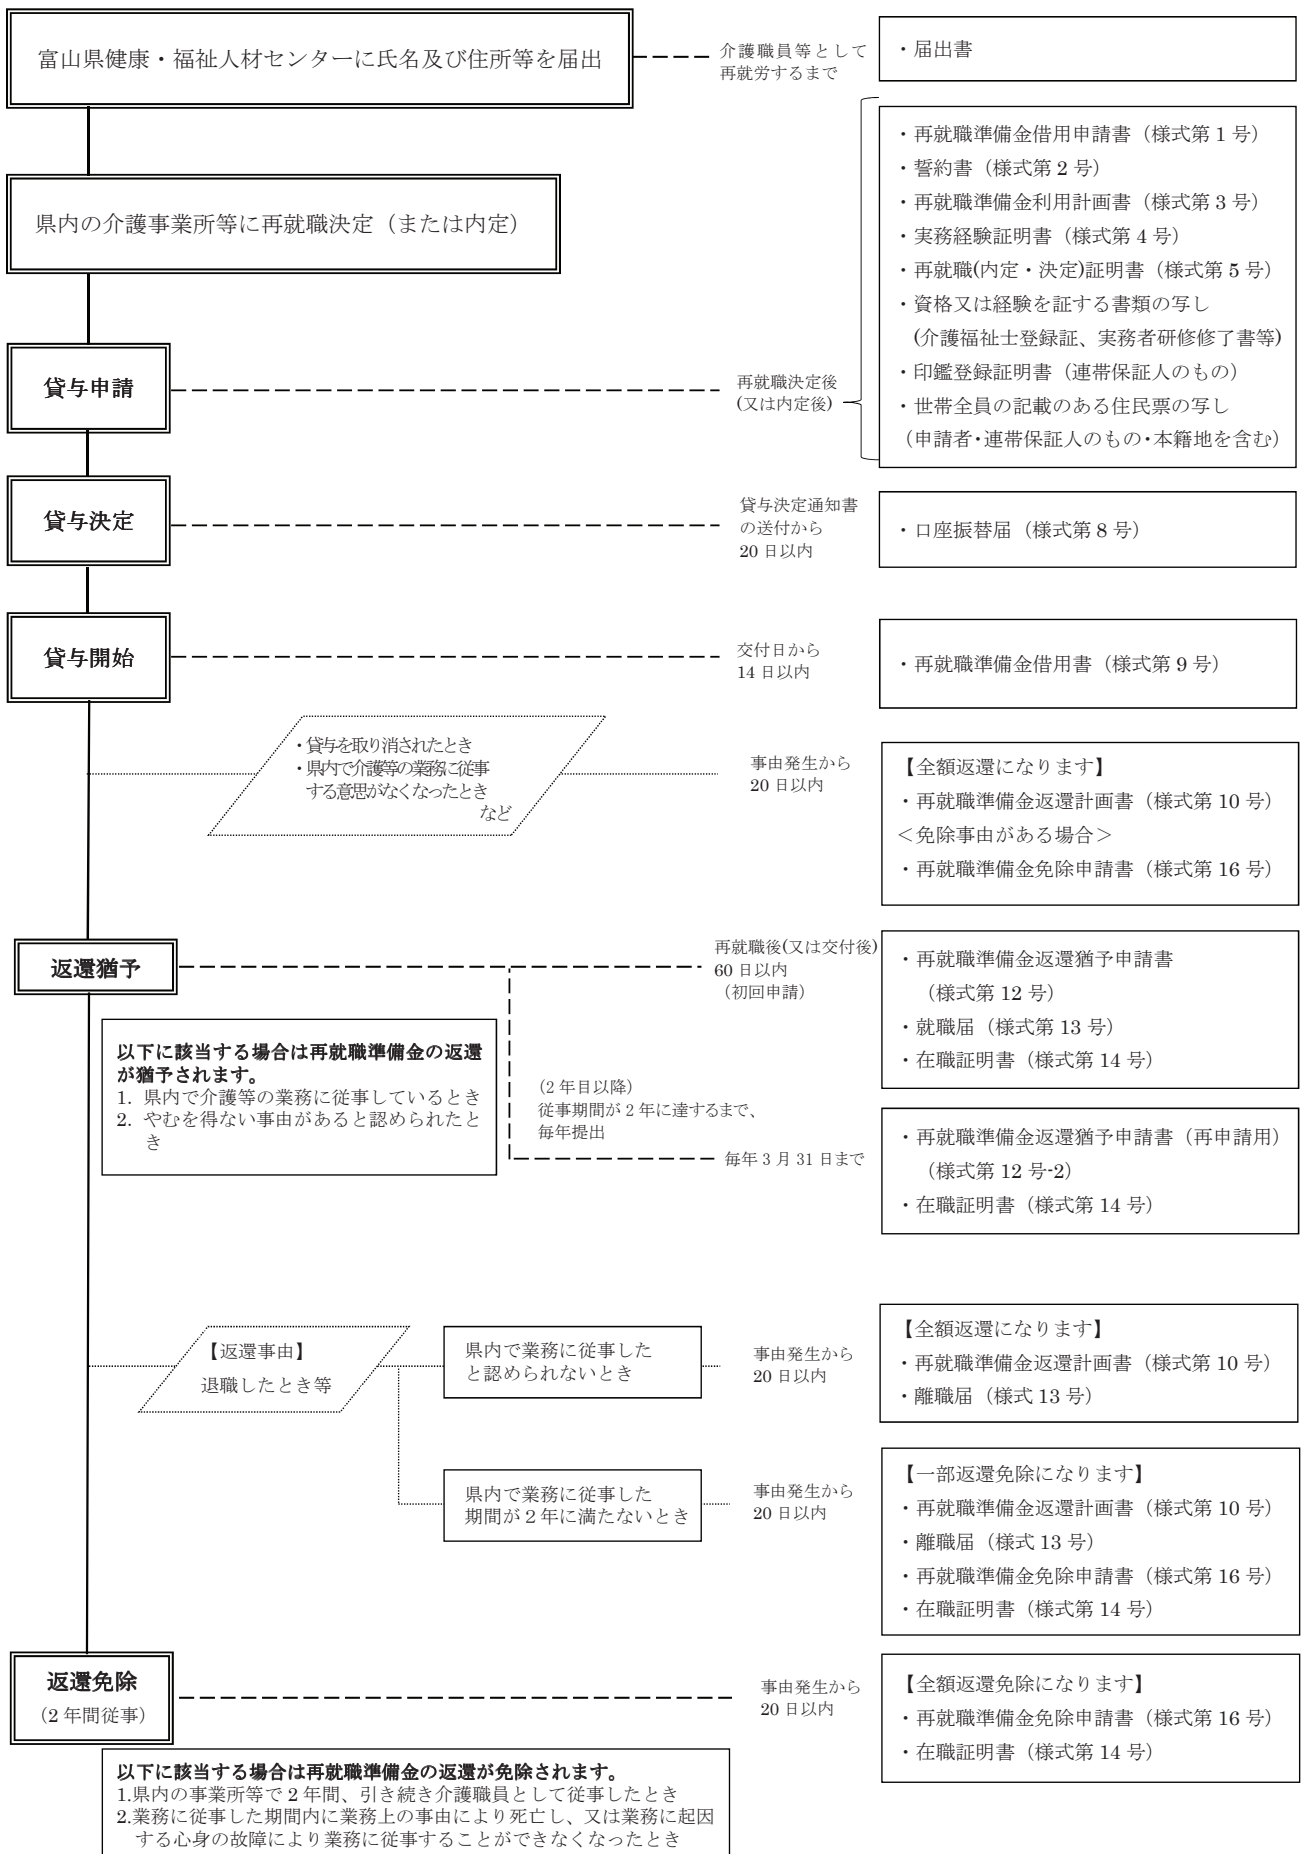 富山県健康・福祉人材センターに氏名及び住所等を届出
介護職員等として
再就労するまで
・届出書
県内の介護事業所等に再就職決定（または内定）
貸与申請
再就職決定後
(又は内定後)
・再就職準備金借用申請書（様式第 1 号）
・誓約書（様式第 2 号）
・再就職準備金利用計画書（様式第 3 号）
・実務経験証明書（様式第 4 号）
・再就職(内定・決定)証明書（様式第 5 号）
・資格又は経験を証する書類の写し
(介護福祉士登録証、実務者研修修了書等)
・印鑑登録証明書（連帯保証人のもの）
・世帯全員の記載のある住民票の写し
（申請者・連帯保証人のもの・本籍地を含む）
貸与決定
貸与決定通知書
の送付から
20 日以内
・口座振替届（様式第 8 号）
貸与開始
交付日から
14 日以内
・再就職準備金借用書（様式第 9 号）
・貸与を取り消されたとき
・県内で介護等の業務に従事
する意思がなくなったとき
など
事由発生から
20 日以内
【全額返還になります】
・再就職準備金返還計画書（様式第 10 号）
＜免除事由がある場合＞
・再就職準備金免除申請書（様式第 16 号）
返還猶予
再就職後(又は交付後)
60 日以内
（初回申請）
・再就職準備金返還猶予申請書
（様式第 12 号）
・就職届（様式第 13 号）
・在職証明書（様式第 14 号）
以下に該当する場合は再就職準備金の返還
が猶予されます。
1. 県内で介護等の業務に従事しているとき
2. やむを得ない事由があると認められたと
き
(2 年目以降)
従事期間が 2 年に達するまで、
毎年提出
毎年 3 月 31 日まで
・再就職準備金返還猶予申請書（再申請用）
（様式第 12 号-2）
・在職証明書（様式第 14 号）
【返還事由】
退職したとき等
県内で業務に従事した
と認められないとき
事由発生から
20 日以内
【全額返還になります】
・再就職準備金返還計画書（様式第 10 号）
・離職届（様式 13 号）
県内で業務に従事した
期間が 2 年に満たないとき
事由発生から
20 日以内
【一部返還免除になります】
・再就職準備金返還計画書（様式第 10 号）
・離職届（様式 13 号）
・再就職準備金免除申請書（様式第 16 号）
・在職証明書（様式第 14 号）
返還免除
（2 年間従事）
事由発生から
20 日以内
【全額返還免除になります】
・再就職準備金免除申請書（様式第 16 号）
・在職証明書（様式第 14 号）
以下に該当する場合は再就職準備金の返還が免除されます。
1.県内の事業所等で 2 年間、引き続き介護職員として従事したとき
2.業務に従事した期間内に業務上の事由により死亡し、又は業務に起因
する心身の故障により業務に従事することができなくなったとき